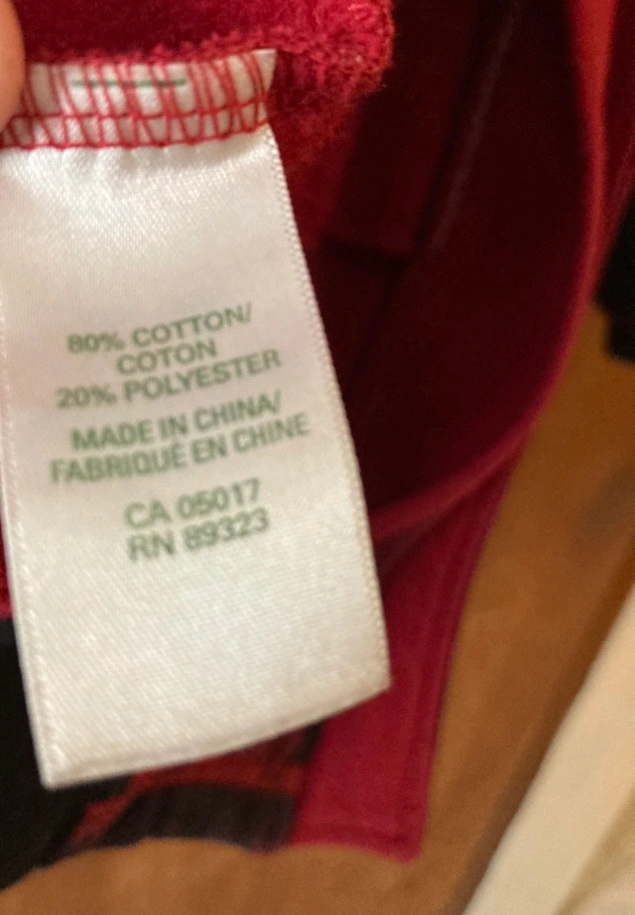 80% COTTON/
COTON
20% POLYESTER
MADE IN CHINA/
FABRIQUÉ EN CHINE
CA 05017
RN 89323